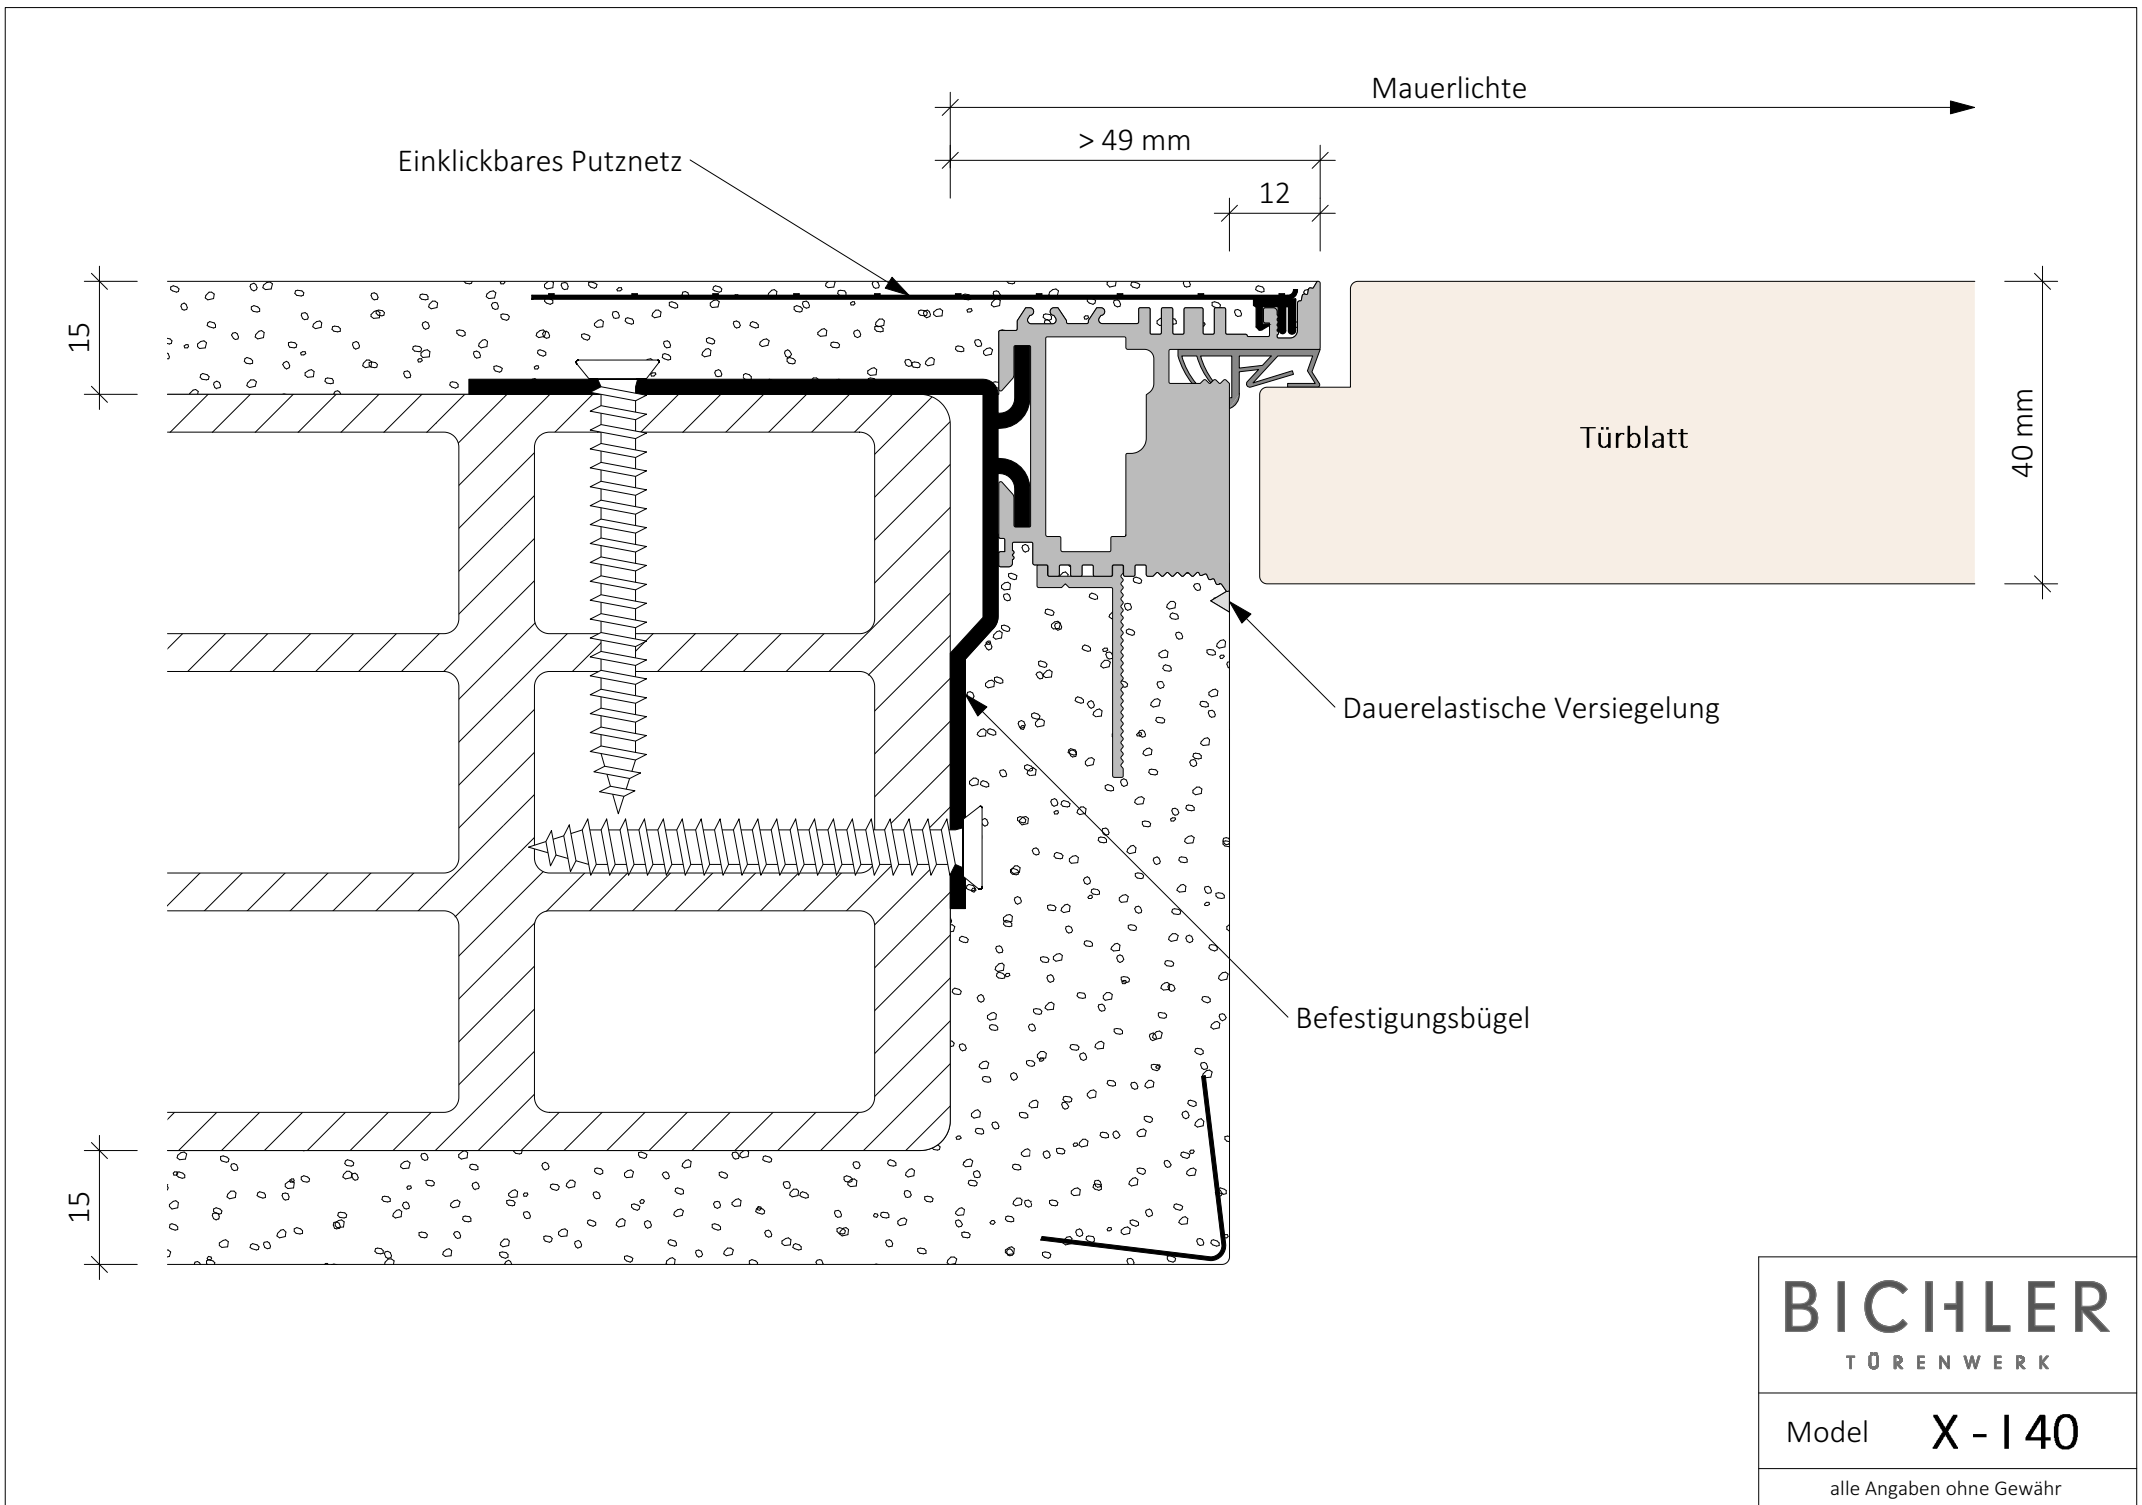 Mauerlichte
> 49 mm
Einklickbares Putznetz
12
15
Türblatt
40 mm
Dauerelastische Versiegelung
Befestigungsbügel
15
BICHLER
TÜRENWERK
Model X - I 40
alle Angaben ohne Gewähr